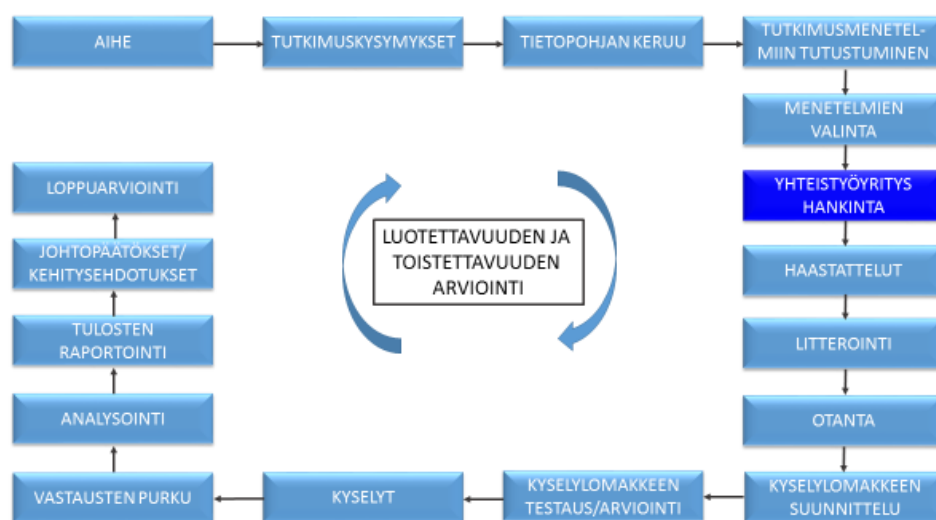 AIHE
TUTKIMUSKYSYMYKSET
TIETOPOHJAN KERUU
TUTKIMUSMENETEL-
MIIN TUTUSTUMINEN
MENETELMIEN
VALINTA
YHTEISTYÖYRITYS
HANKINTA
HAASTATTELUT
LITTEROINTI
OTANTA
KYSELYLOMAKKEEN
SUUNNITTELU
KYSELYLOMAKKEEN
TESTAUS/ARVIOINTI
KYSELYT
VASTAUSTEN PURKU
ANALYSOINTI
TULOSTEN
RAPORTOINTI
JOHTOPÄÄTÖKSET/
KEHITYSEHDOTUKSET
LOPPUARVIOINTI
LUOTETTAVUUDEN JA
TOISTETTAVUUDEN
ARVIOINTI